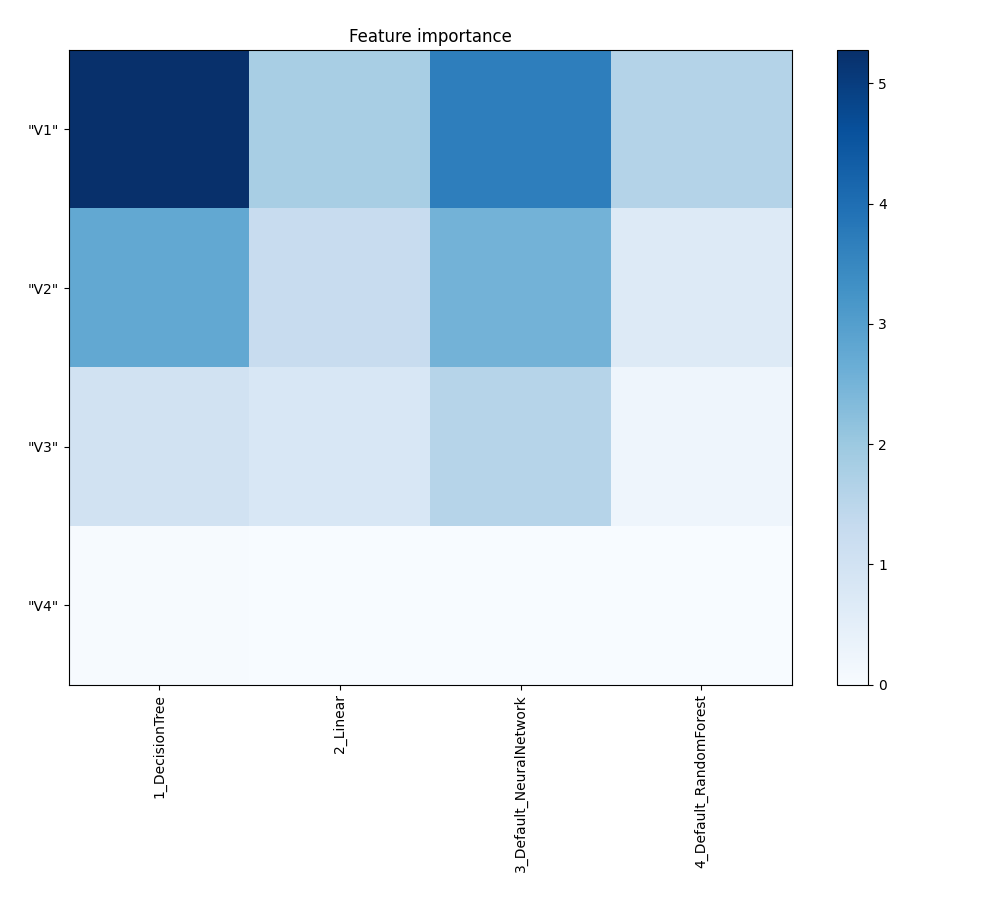 Feature importance
"V1"
"V2"
"V3"
"V4"
1_DecisionTree
2_Linear
3_Default_NeuralNetwork
4_Default_RandomForest
5
4
3
2
1
0